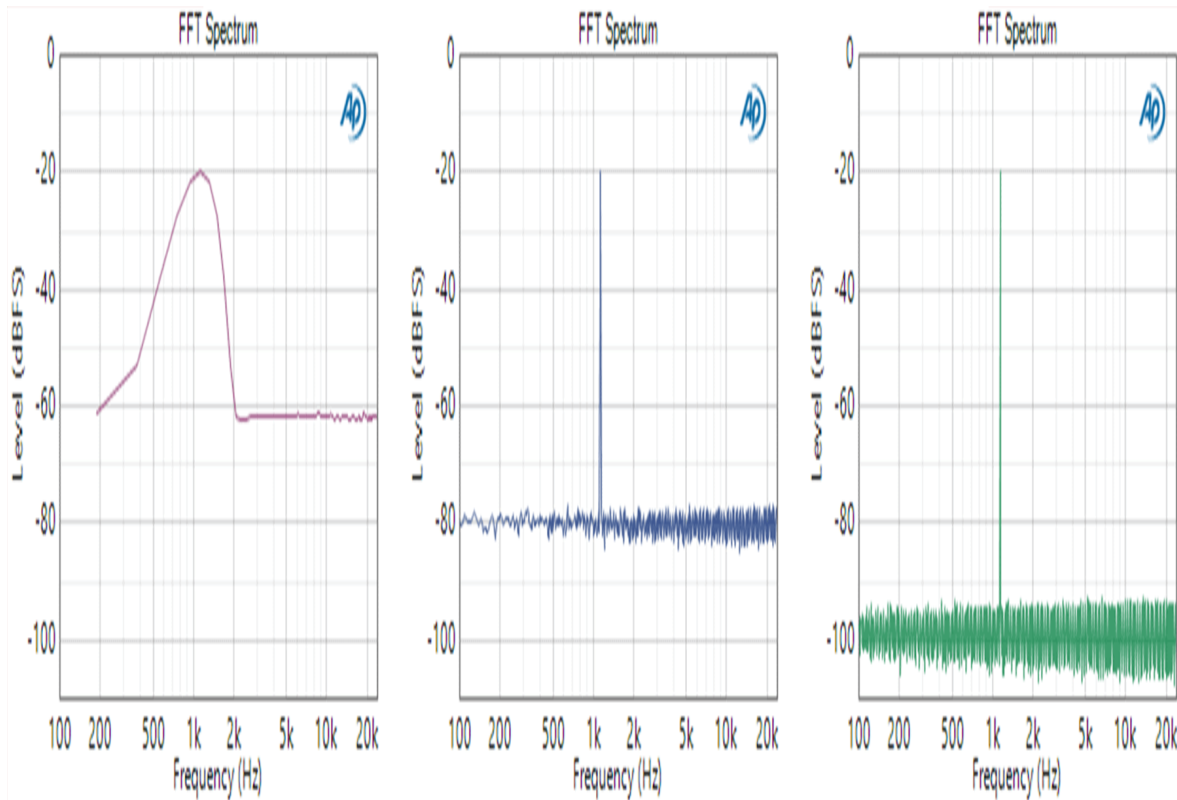 FFT Spectrum
0
-20
-40
-60
-80
-100
Level (dBFS)
100 200 500 1k 2k 5k 10k 20k
Frequency (Hz)
AP
FFT Spectrum
0
-20
-40
-60
-80
-100
Level (dBFS)
100 200 500 1k 2k 5k 10k 20k
Frequency (Hz)
AP
FFT Spectrum
0
-20
-40
-60
-80
-100
Level (dBFS)
100 200 500 1k 2k 5k 10k 20k
Frequency (Hz)
AP